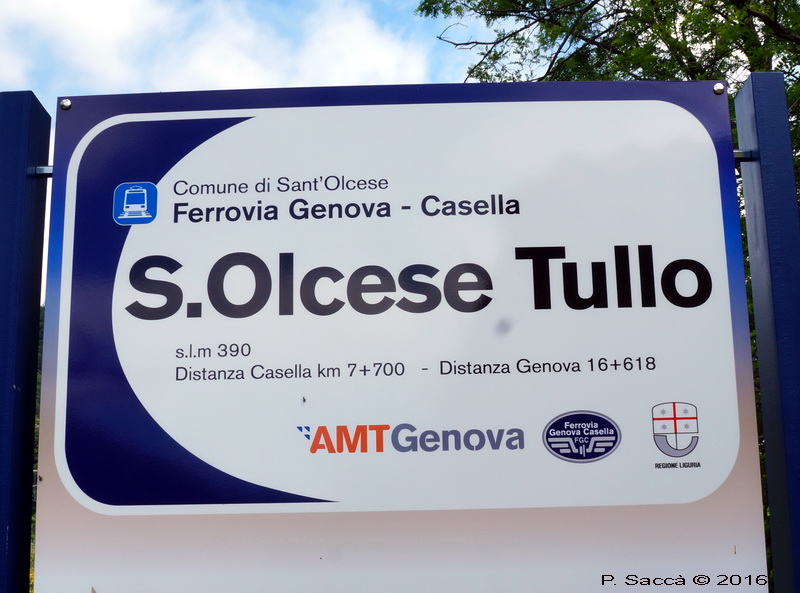 Comune di Sant'Olcese
Ferrovia Genova - Casella
S.Olcese Tullo
s.l.m 390
Distanza Casella km 7+700 - Distanza Genova 16+618
AMTGenova
Ferrovia
Genova Casella
FGC
REGIONE LIGURIA
P. Saccà © 2016